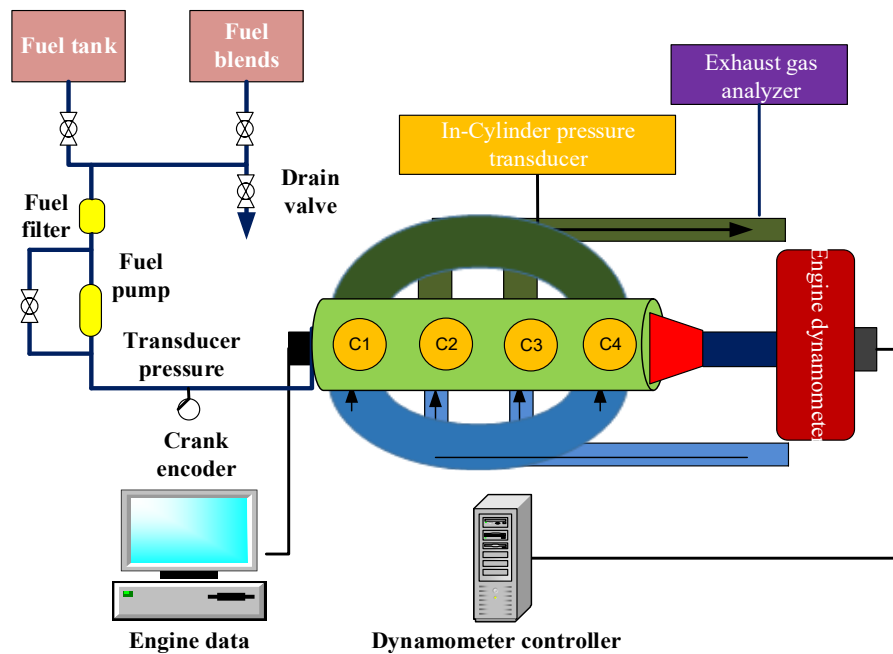 Fuel tank
Fuel
blends
Exhaust gas
analyzer
In-Cylinder pressure
transducer
Drain
valve
Fuel
filter
Fuel
pump
Engine dynamometer
Transducer
pressure
C1
C2
C3
C4
Crank
encoder
Engine data
Dynamometer controller